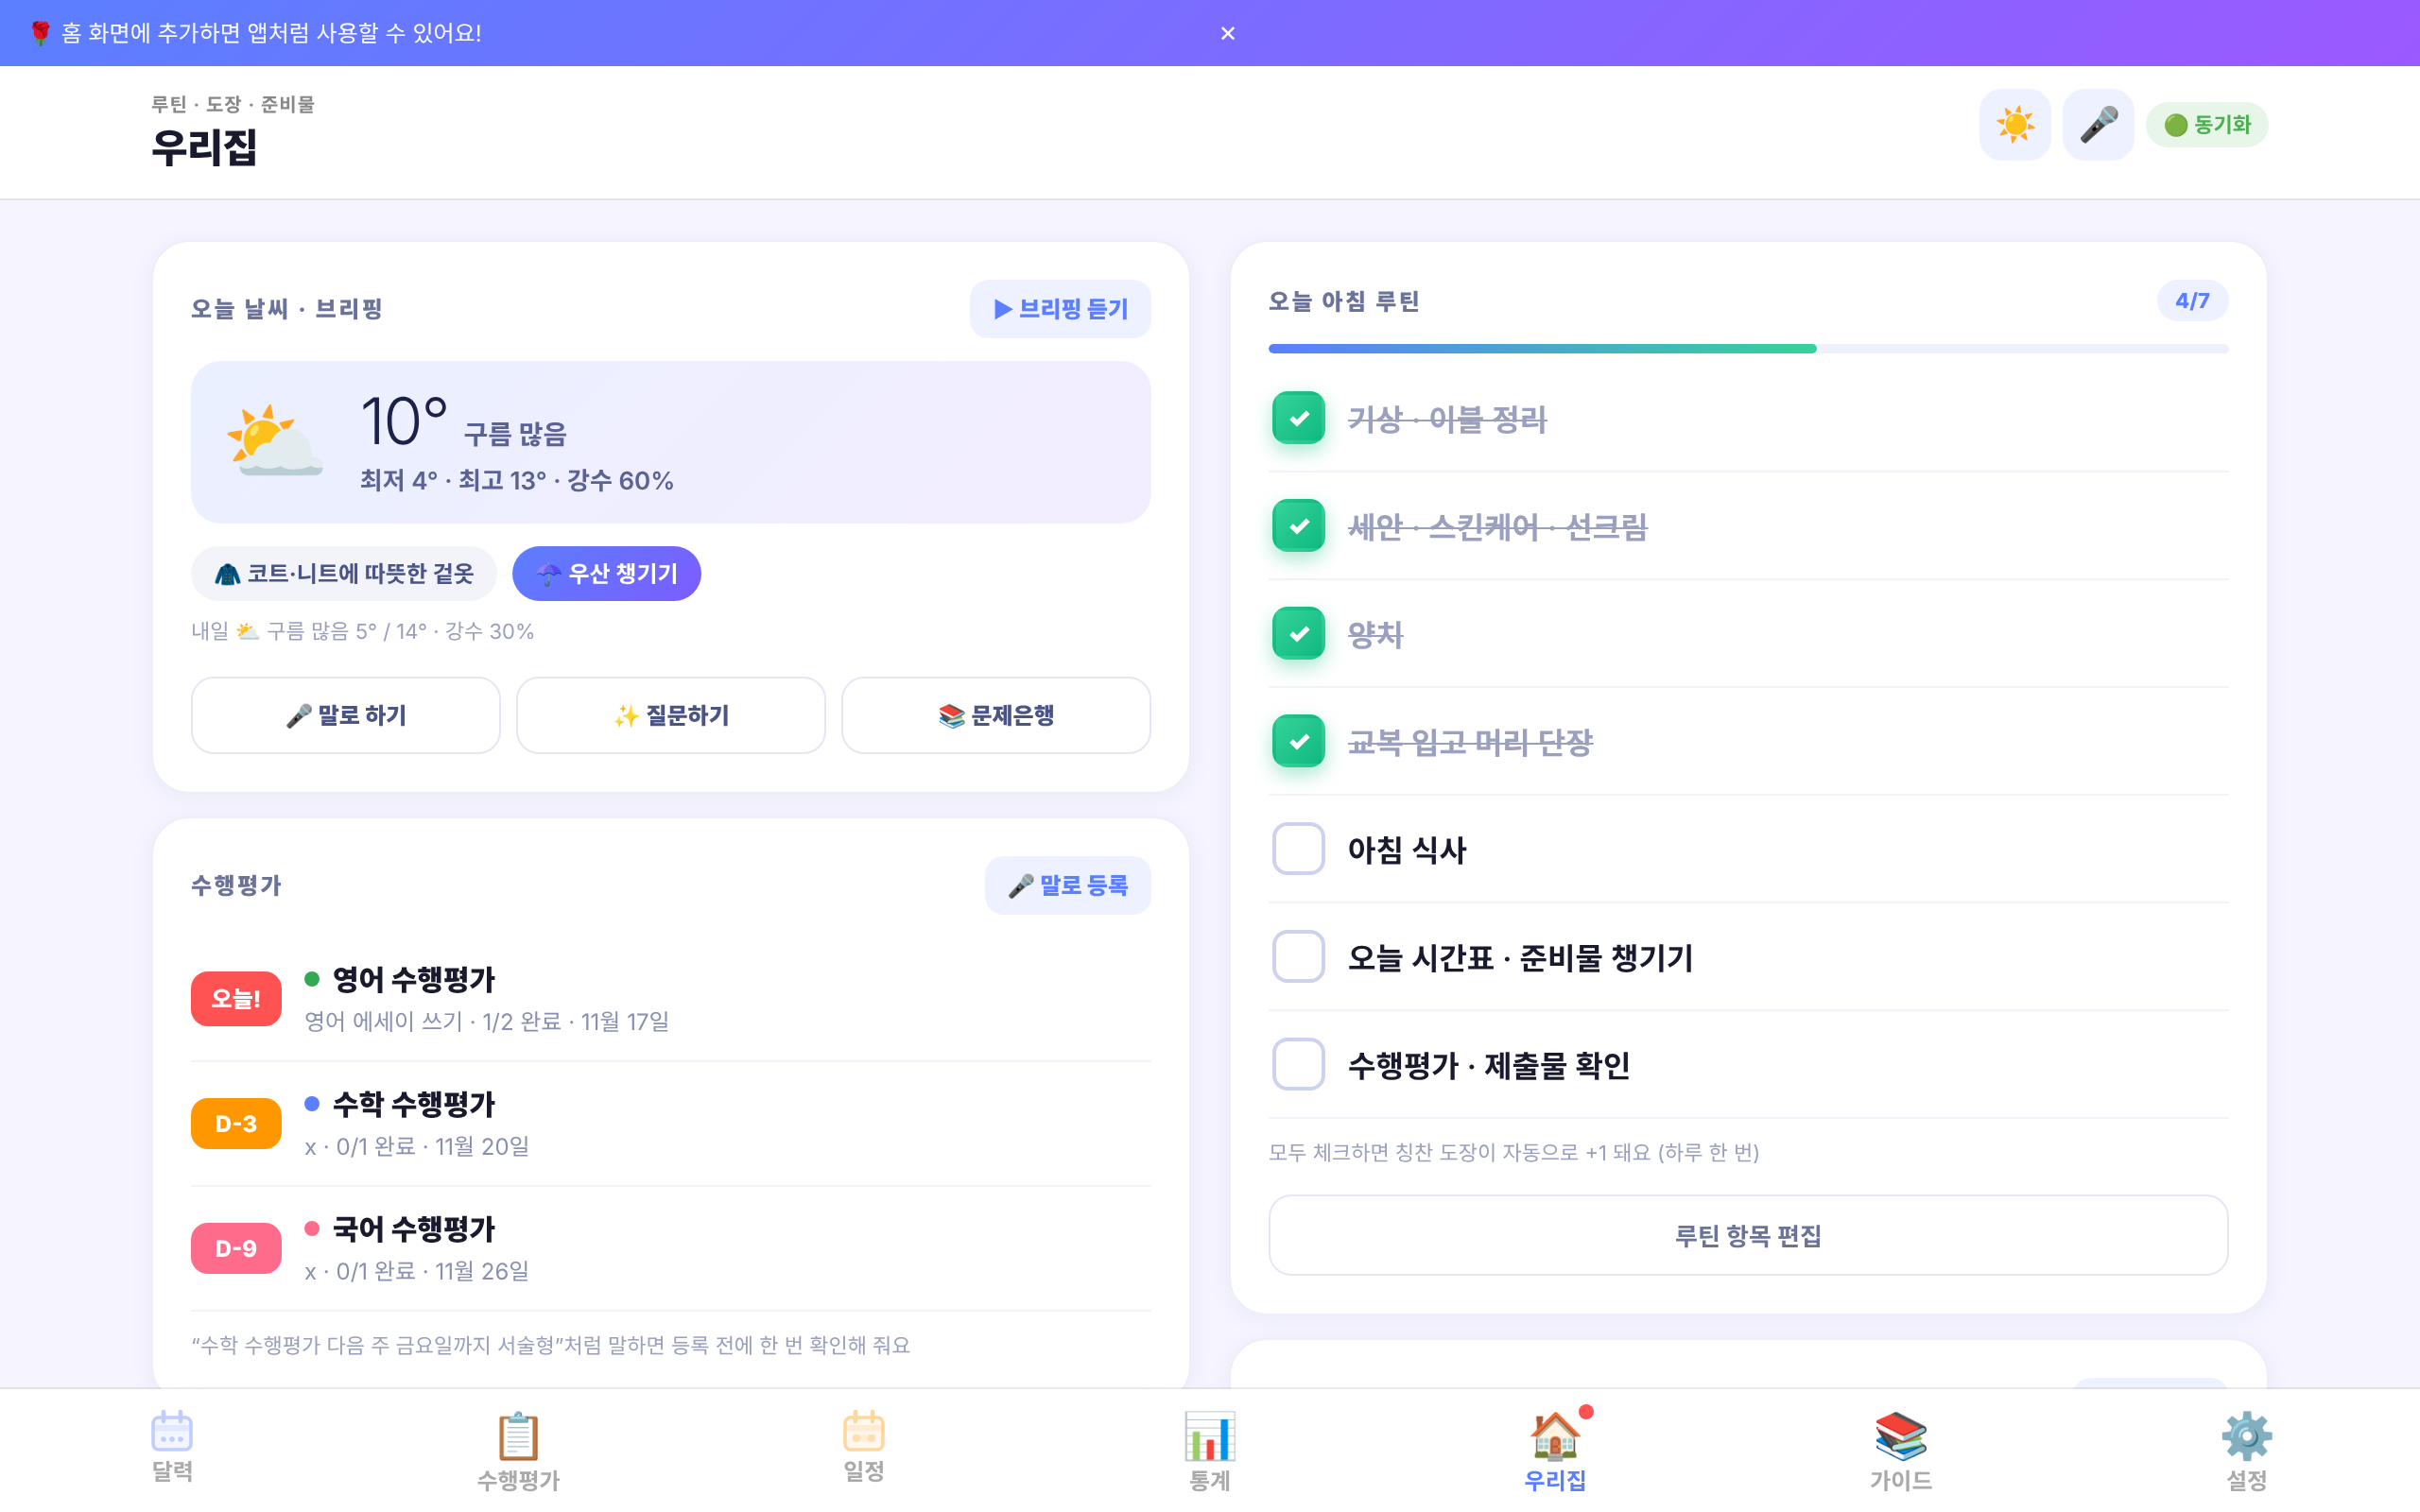 홈 화면에 추가하면 앱처럼 사용할 수 있어요!
×
루틴 · 도장 · 준비물
우리집
동기화
오늘 날씨 · 브리핑
▶ 브리핑 듣기
10° 구름 많음
최저 4° · 최고 13° · 강수 60%
코트·니트에 따뜻한 겉옷
우산 챙기기
내일 구름 많음 5° / 14° · 강수 30%
말로 하기
질문하기
문제은행
수행평가
말로 등록
오늘!
영어 수행평가
영어 에세이 쓰기 · 1/2 완료 · 11월 17일
D-3
수학 수행평가
x · 0/1 완료 · 11월 20일
D-9
국어 수행평가
x · 0/1 완료 · 11월 26일
“수학 수행평가 다음 주 금요일까지 서술형”처럼 말하면 등록 전에 한 번 확인해 줘요
오늘 아침 루틴
4/7
기상 · 이불 정리
세안 · 스킨케어 · 선크림
양치
교복 입고 머리 단장
아침 식사
오늘 시간표 · 준비물 챙기기
수행평가 · 제출물 확인
모두 체크하면 칭찬 도장이 자동으로 +1 돼요 (하루 한 번)
루틴 항목 편집
달력
수행평가
일정
통계
우리집
가이드
설정